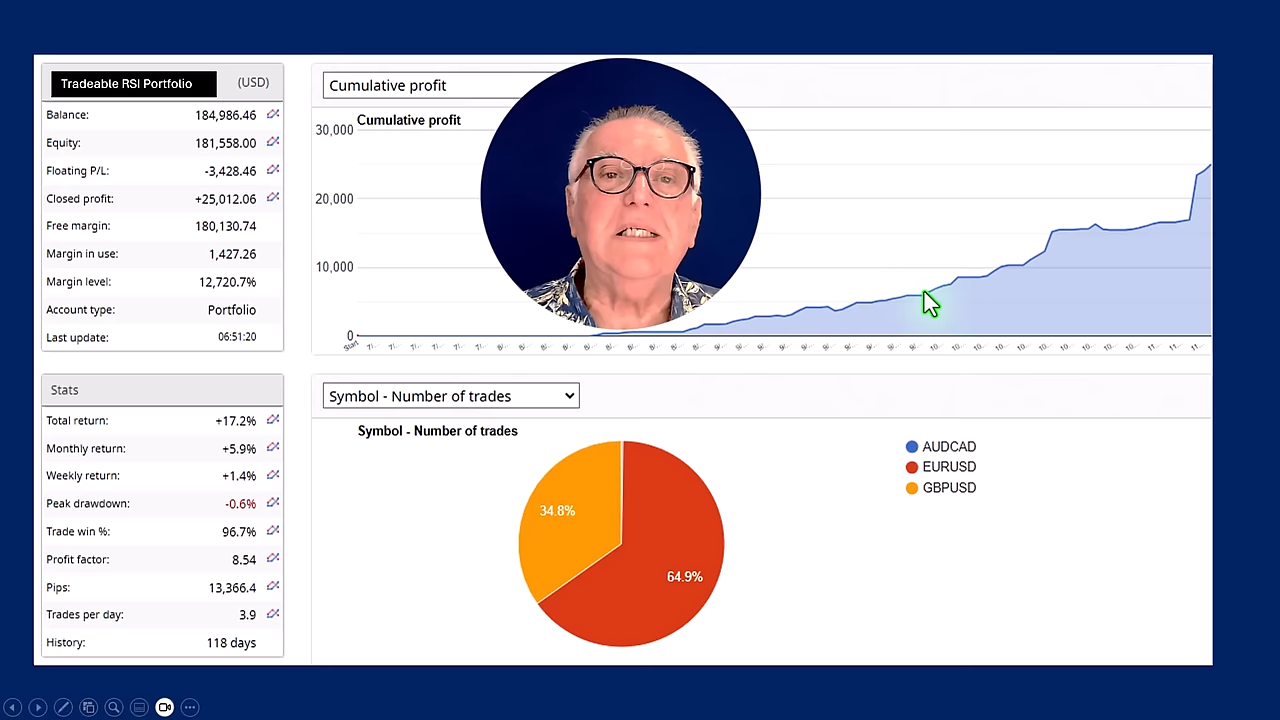 Tradeable RSI Portfolio (USD)
Balance: 184,986.46
Equity: 181,558.00
Floating P/L: -3,428.46
Closed profit: +25,012.06
Free margin: 180,130.74
Margin in use: 1,427.26
Margin level: 12,720.7%
Account type: Portfolio
Last update: 06:51:20
Stats
Total return: +17.2%
Monthly return: +5.9%
Weekly return: +1.4%
Peak drawdown: -0.6%
Trade win %: 96.7%
Profit factor: 8.54
Pips: 13,366.4
Trades per day: 3.9
History: 118 days
Cumulative profit
Cumulative profit
30,000
20,000
10,000
0
Start
Symbol - Number of trades
Symbol - Number of trades
34.8%
64.9%
AUDCAD
EURUSD
GBPUSD